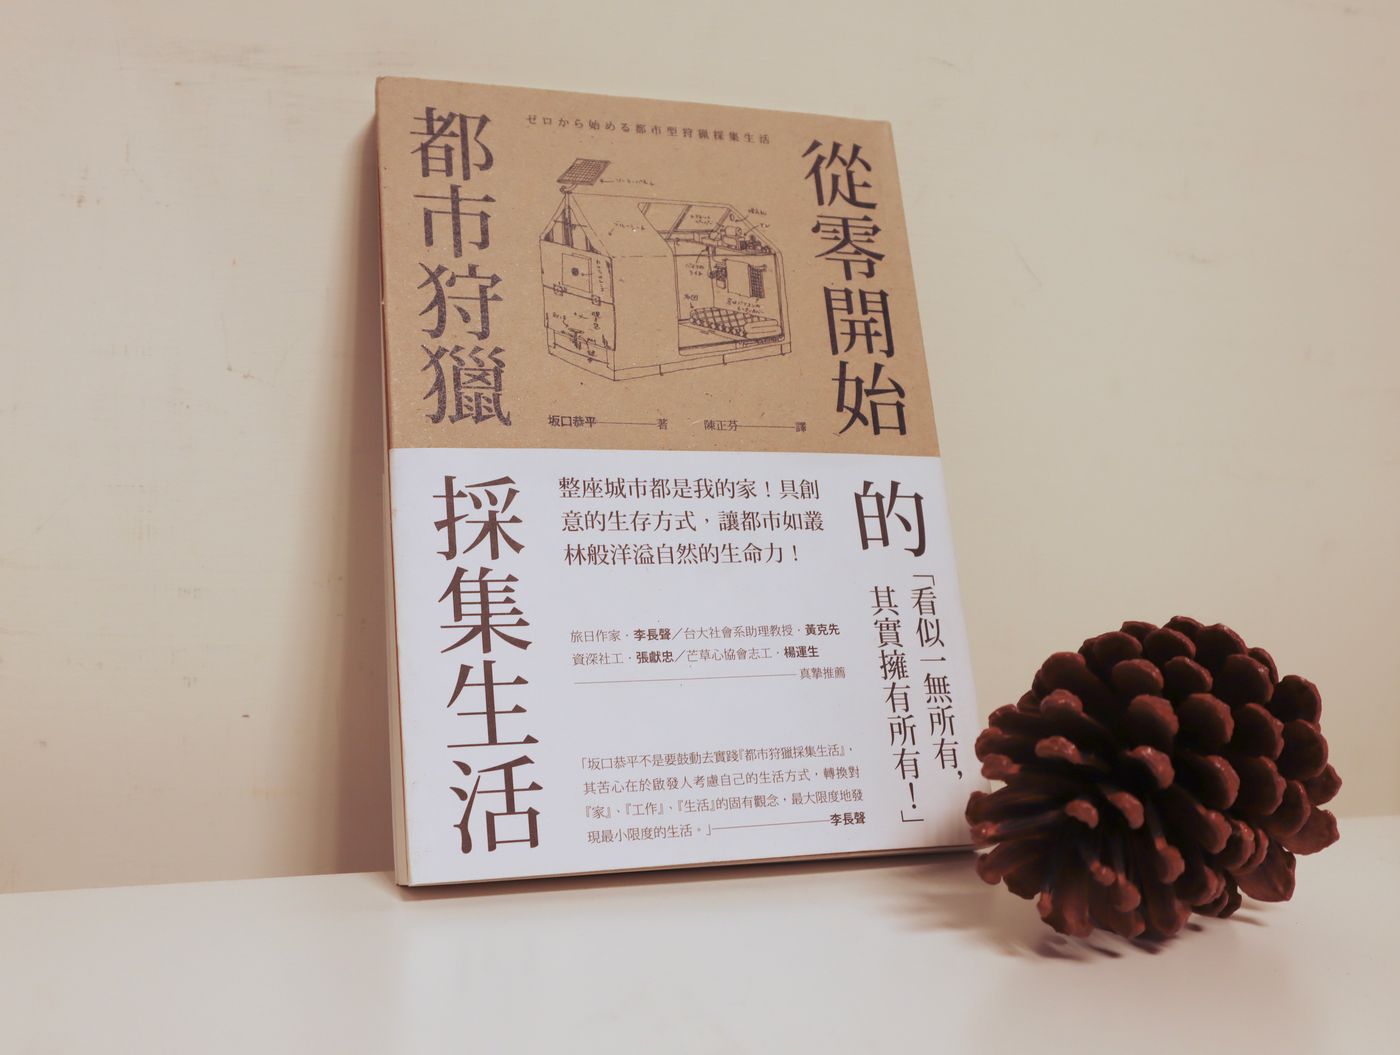 ゼロから始める都市型狩猟採集生活
從零開始的
都市狩獵採集生活
坂口恭平 著 陳正芬 譯
整座城市都是我的家！具創
意的生存方式，讓都市如叢
林般洋溢自然的生命力！
「看似一無所有，
其實擁有所有！」
旅日作家．李長聲／台大社會系助理教授．黃克先
資深社工．張獻忠／芒草心協會志工．楊運生
真摯推薦
「坂口恭平不是要鼓動去實踐『都市狩獵採集生活』，
其苦心在於啟發人考慮自己的生活方式，轉換對
『家』、『工作』、『生活』的固有觀念，最大限度地發
現最小限度的生活。」李長聲